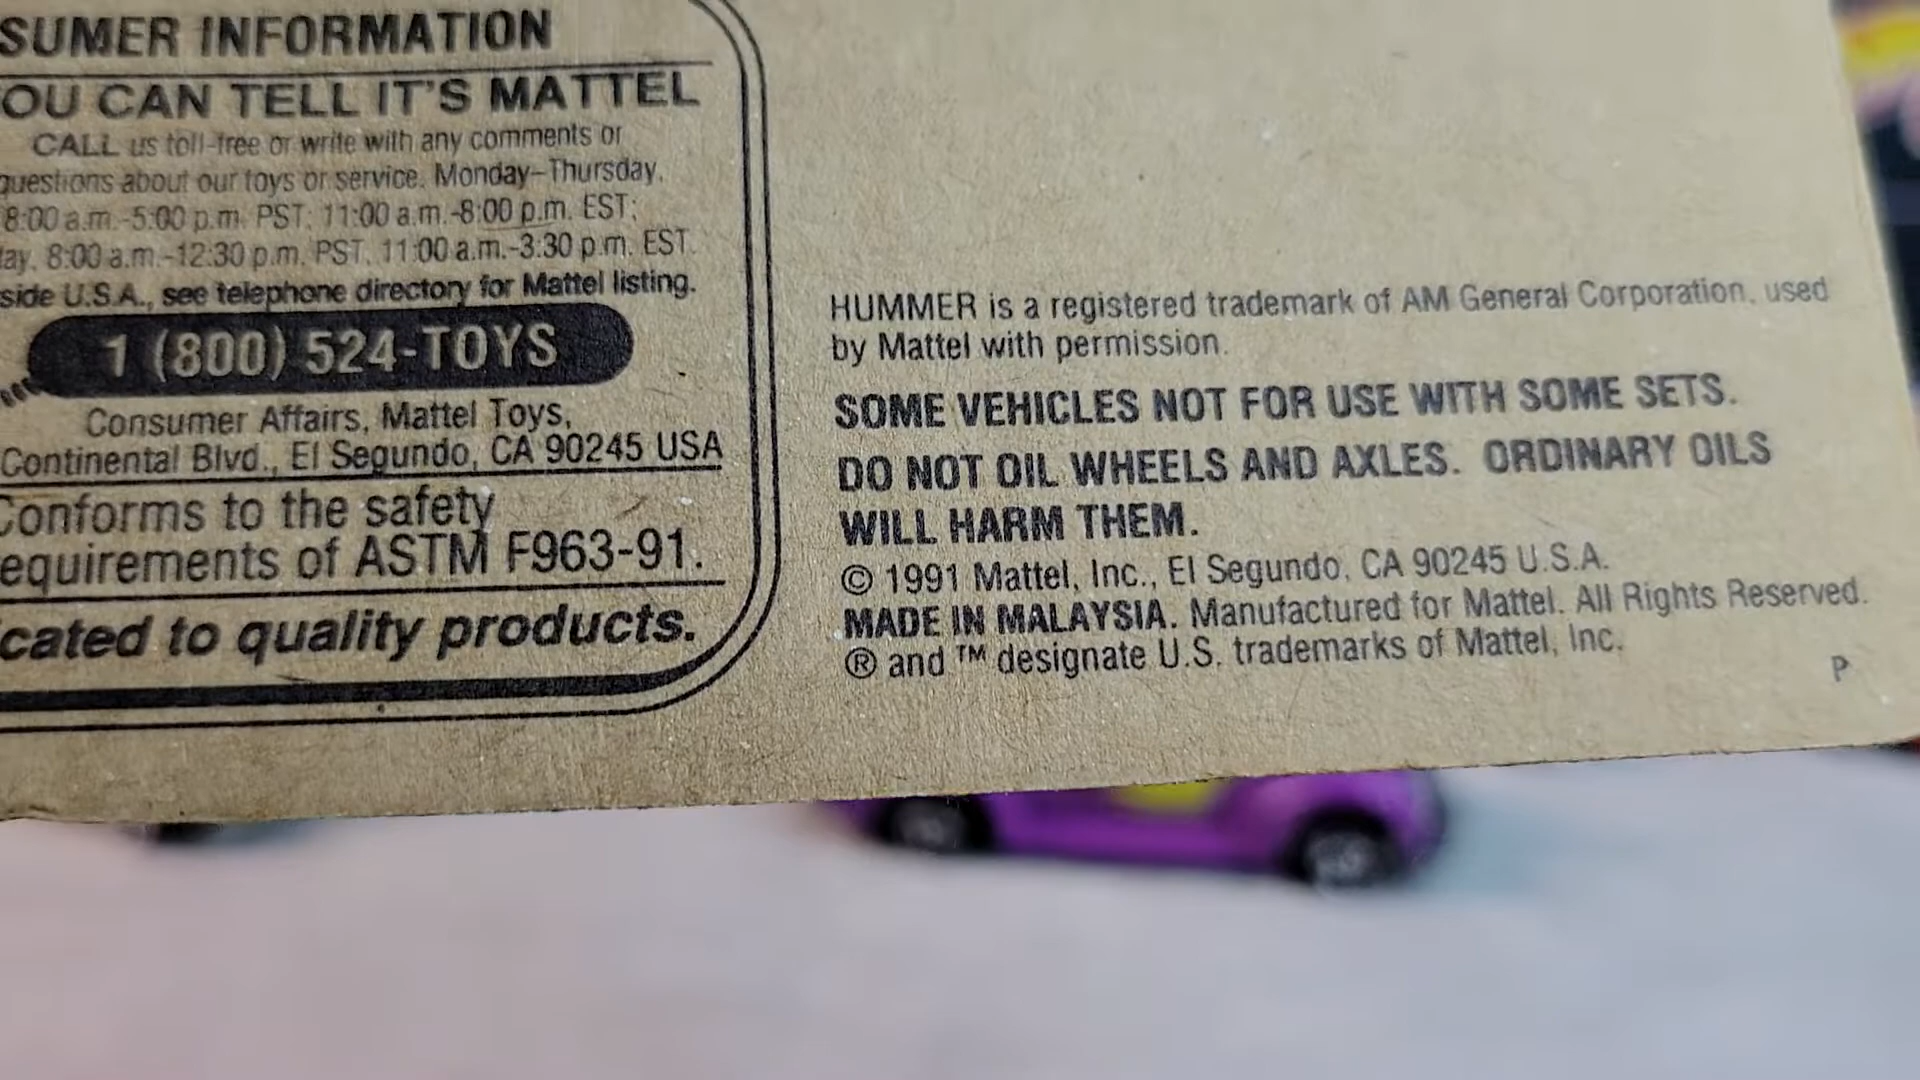 SUMER INFORMATION
OU CAN TELL IT'S MATTEL
CALL us toll-free or write with any comments or
questions about our toys or service. Monday–Thursday,
8:00 a.m.-5:00 p.m. PST; 11:00 a.m.-8:00 p.m. EST;
ay, 8:00 a.m.-12:30 p.m. PST, 11:00 a.m.-3:30 p.m. EST.
side U.S.A., see telephone directory for Mattel listing.
1 (800) 524-TOYS
Consumer Affairs, Mattel Toys,
Continental Blvd., El Segundo, CA 90245 USA
Conforms to the safety
equirements of ASTM F963-91.
cated to quality products.
HUMMER is a registered trademark of AM General Corporation, used
by Mattel with permission.
SOME VEHICLES NOT FOR USE WITH SOME SETS.
DO NOT OIL WHEELS AND AXLES. ORDINARY OILS
WILL HARM THEM.
© 1991 Mattel, Inc., El Segundo, CA 90245 U.S.A.
MADE IN MALAYSIA. Manufactured for Mattel. All Rights Reserved.
® and ™ designate U.S. trademarks of Mattel, Inc.
P